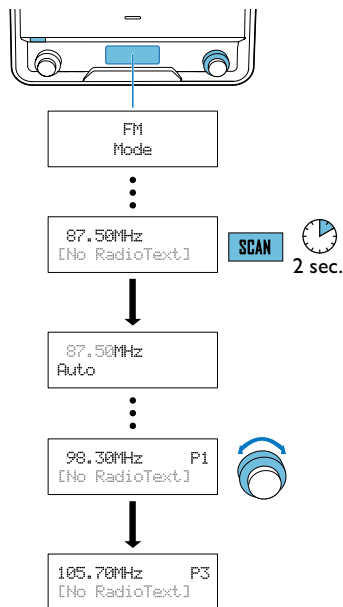 FM
Mode
87.50MHz
[No RadioText]
SCAN
2 sec.
87.50MHz
Auto
98.30MHz P1
[No RadioText]
105.70MHz P3
[No RadioText]